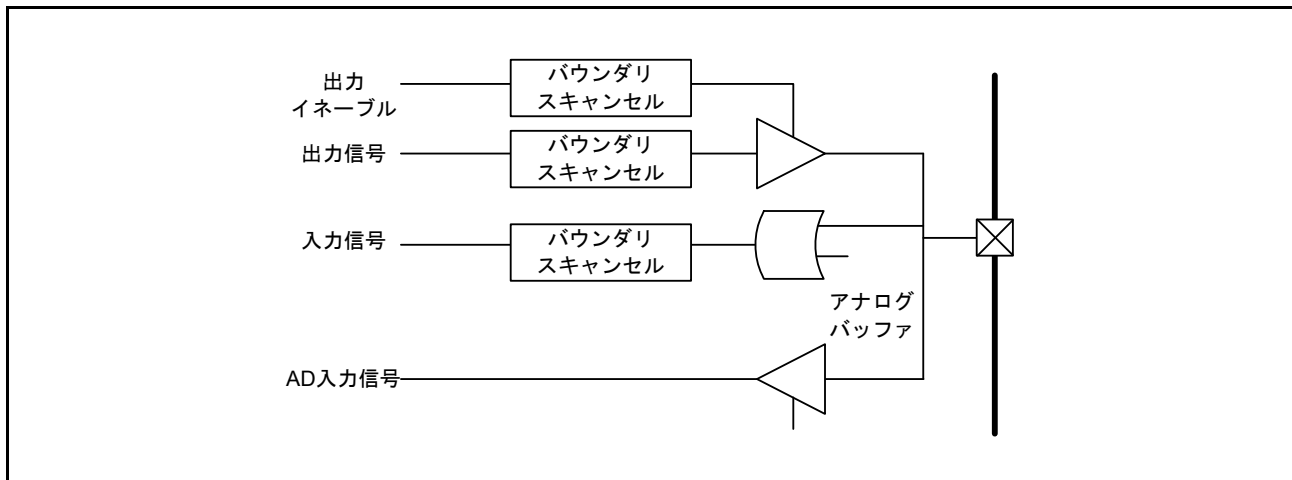 出力
イネーブル
バウンダリ
スキャンセル
出力信号
バウンダリ
スキャンセル
入力信号
バウンダリ
スキャンセル
アナログ
バッファ
AD入力信号